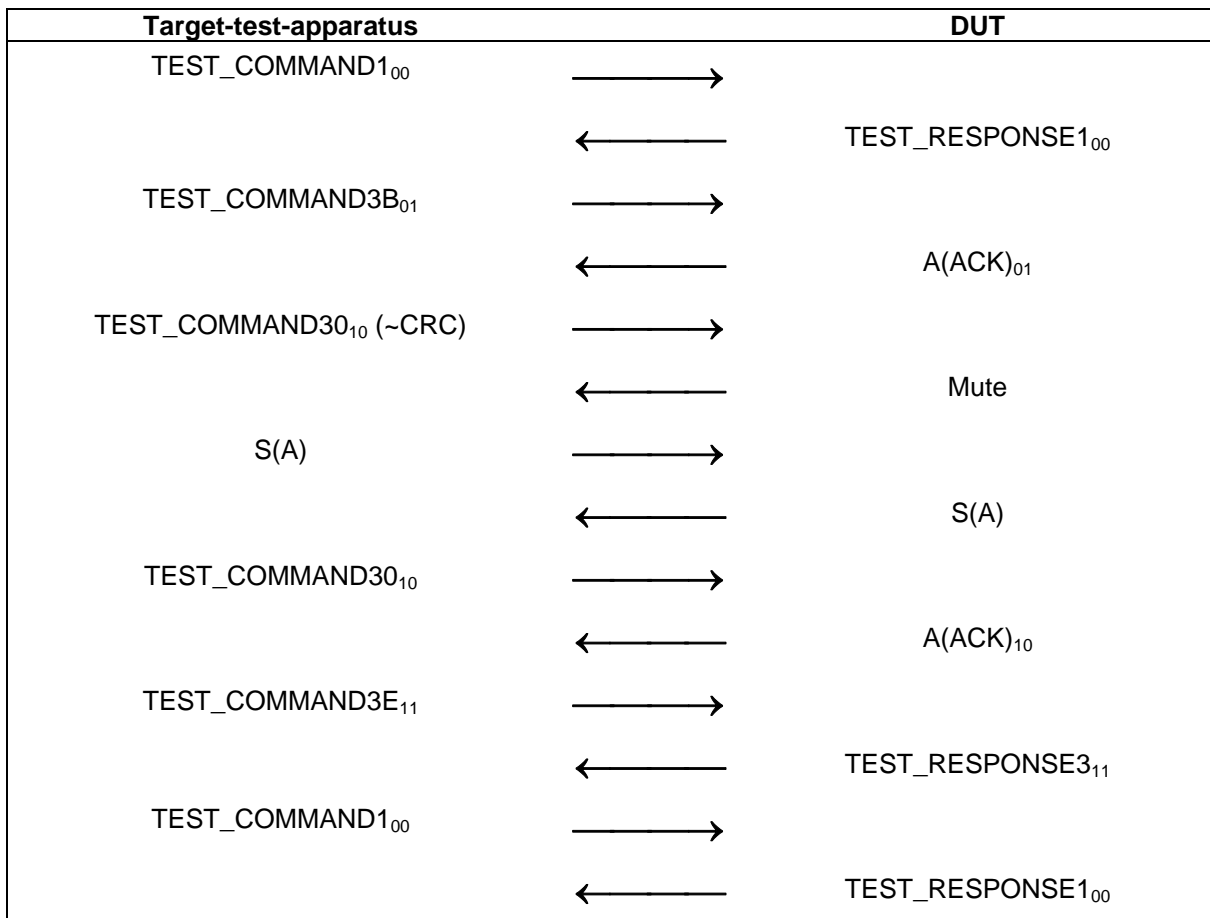 Target-test-apparatus DUT
TEST_COMMAND1₀₀
TEST_RESPONSE1₀₀
TEST_COMMAND3B₀₁
A(ACK)₀₁
TEST_COMMAND30₁₀ (~CRC)
Mute
S(A)
S(A)
TEST_COMMAND30₁₀
A(ACK)₁₀
TEST_COMMAND3E₁₁
TEST_RESPONSE3₁₁
TEST_COMMAND1₀₀
TEST_RESPONSE1₀₀